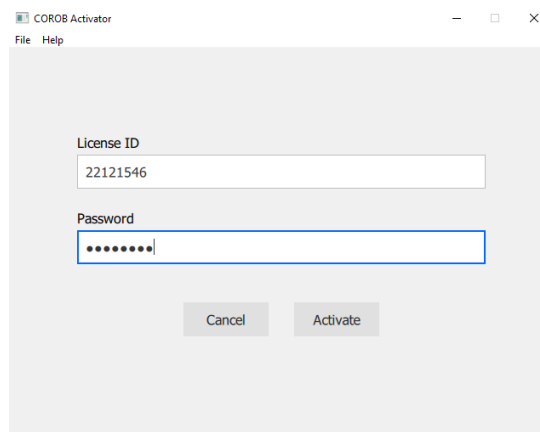 COROB Activator
File Help
License ID
22121546
Password
••••••••
Cancel Activate